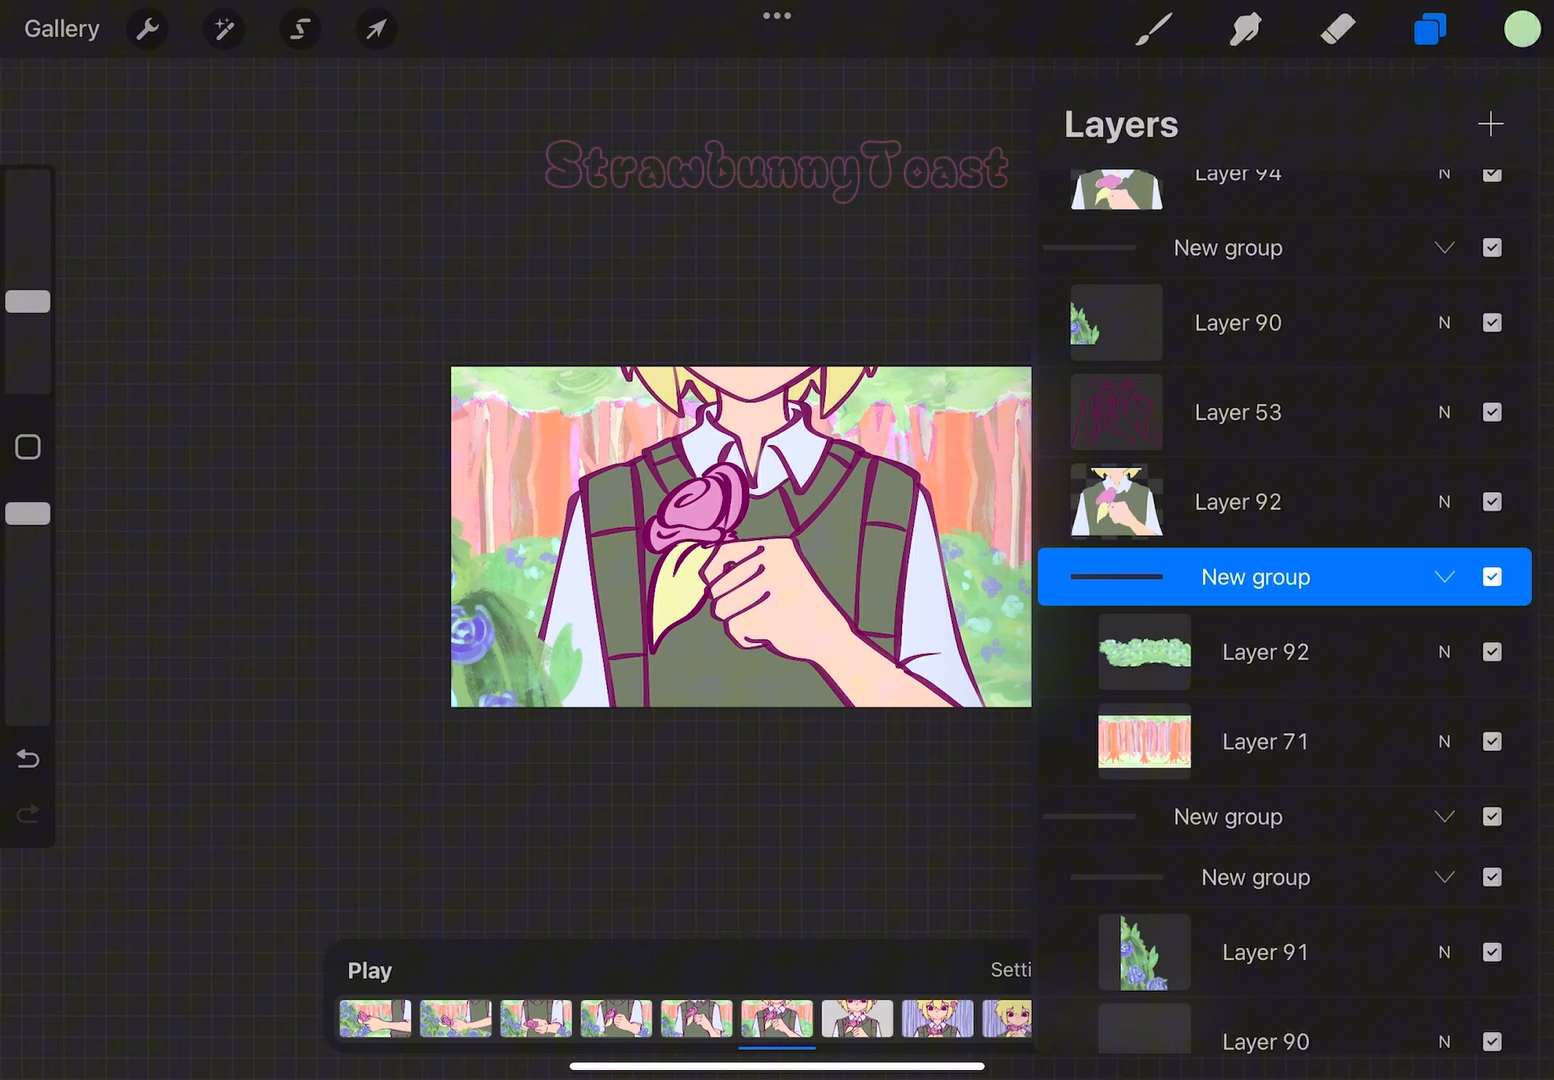 Gallery
StrawbunnyToast
Layers
Layer 94 N
New group
Layer 90 N
Layer 53 N
Layer 92 N
New group
Layer 92 N
Layer 71 N
New group
New group
Layer 91 N
Layer 90 N
Play Setti